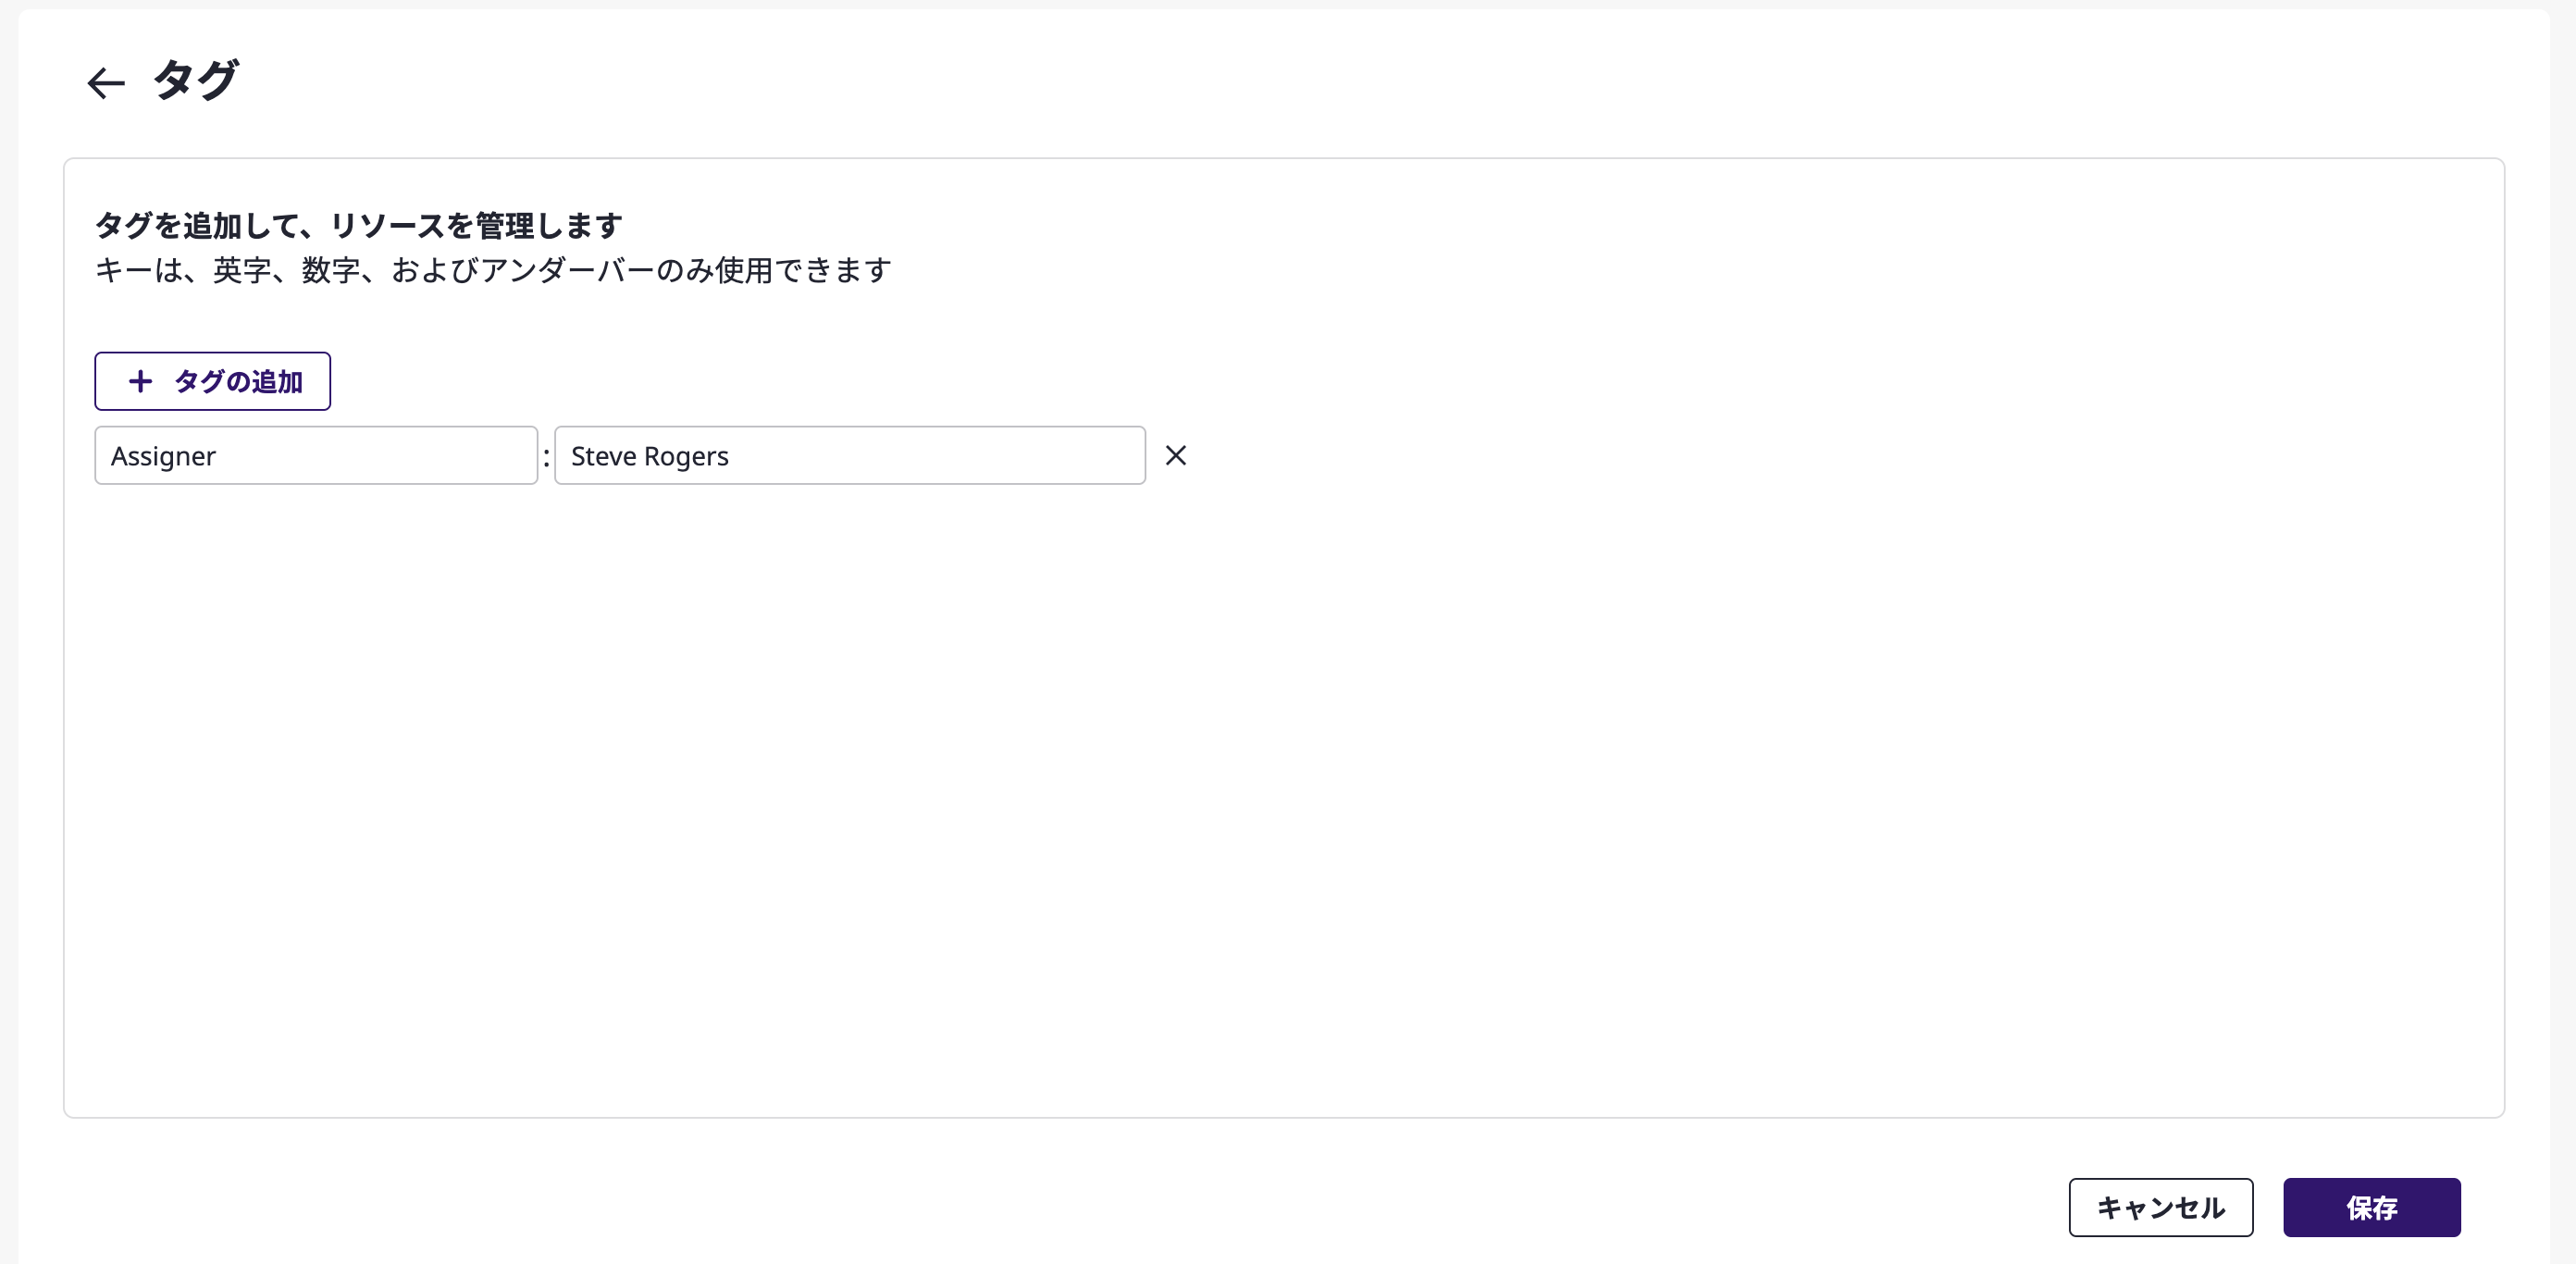 タグ
タグを追加して、リソースを管理します
キーは、英字、数字、およびアンダーバーのみ使用できます
タグの追加
Assigner : Steve Rogers
キャンセル 保存